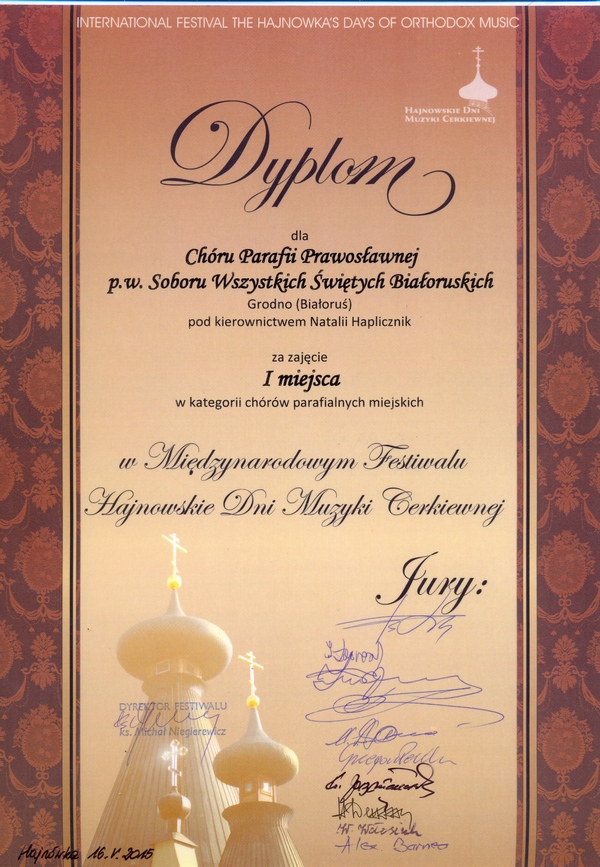 INTERNATIONAL FESTIVAL THE HAJNOWKA'S DAYS OF ORTHODOX MUSIC
HAJNOWSKIE DNI
MUZYKI CERKIEWNEJ
Dyplom
dla
Chóru Parafii Prawosławnej
p.w. Soboru Wszystkich Świętych Białoruskich
Grodno (Białoruś)
pod kierownictwem Natalii Haplicznik
za zajęcie
I miejsca
w kategorii chórów parafialnych miejskich
w Międzynarodowym Festiwalu
Hajnowskie Dni Muzyki Cerkiewnej
Jury:
DYREKTOR FESTIWALU
ks. Michał Niegierewicz
Alex Barnea
Hajnówka 16.V.2015